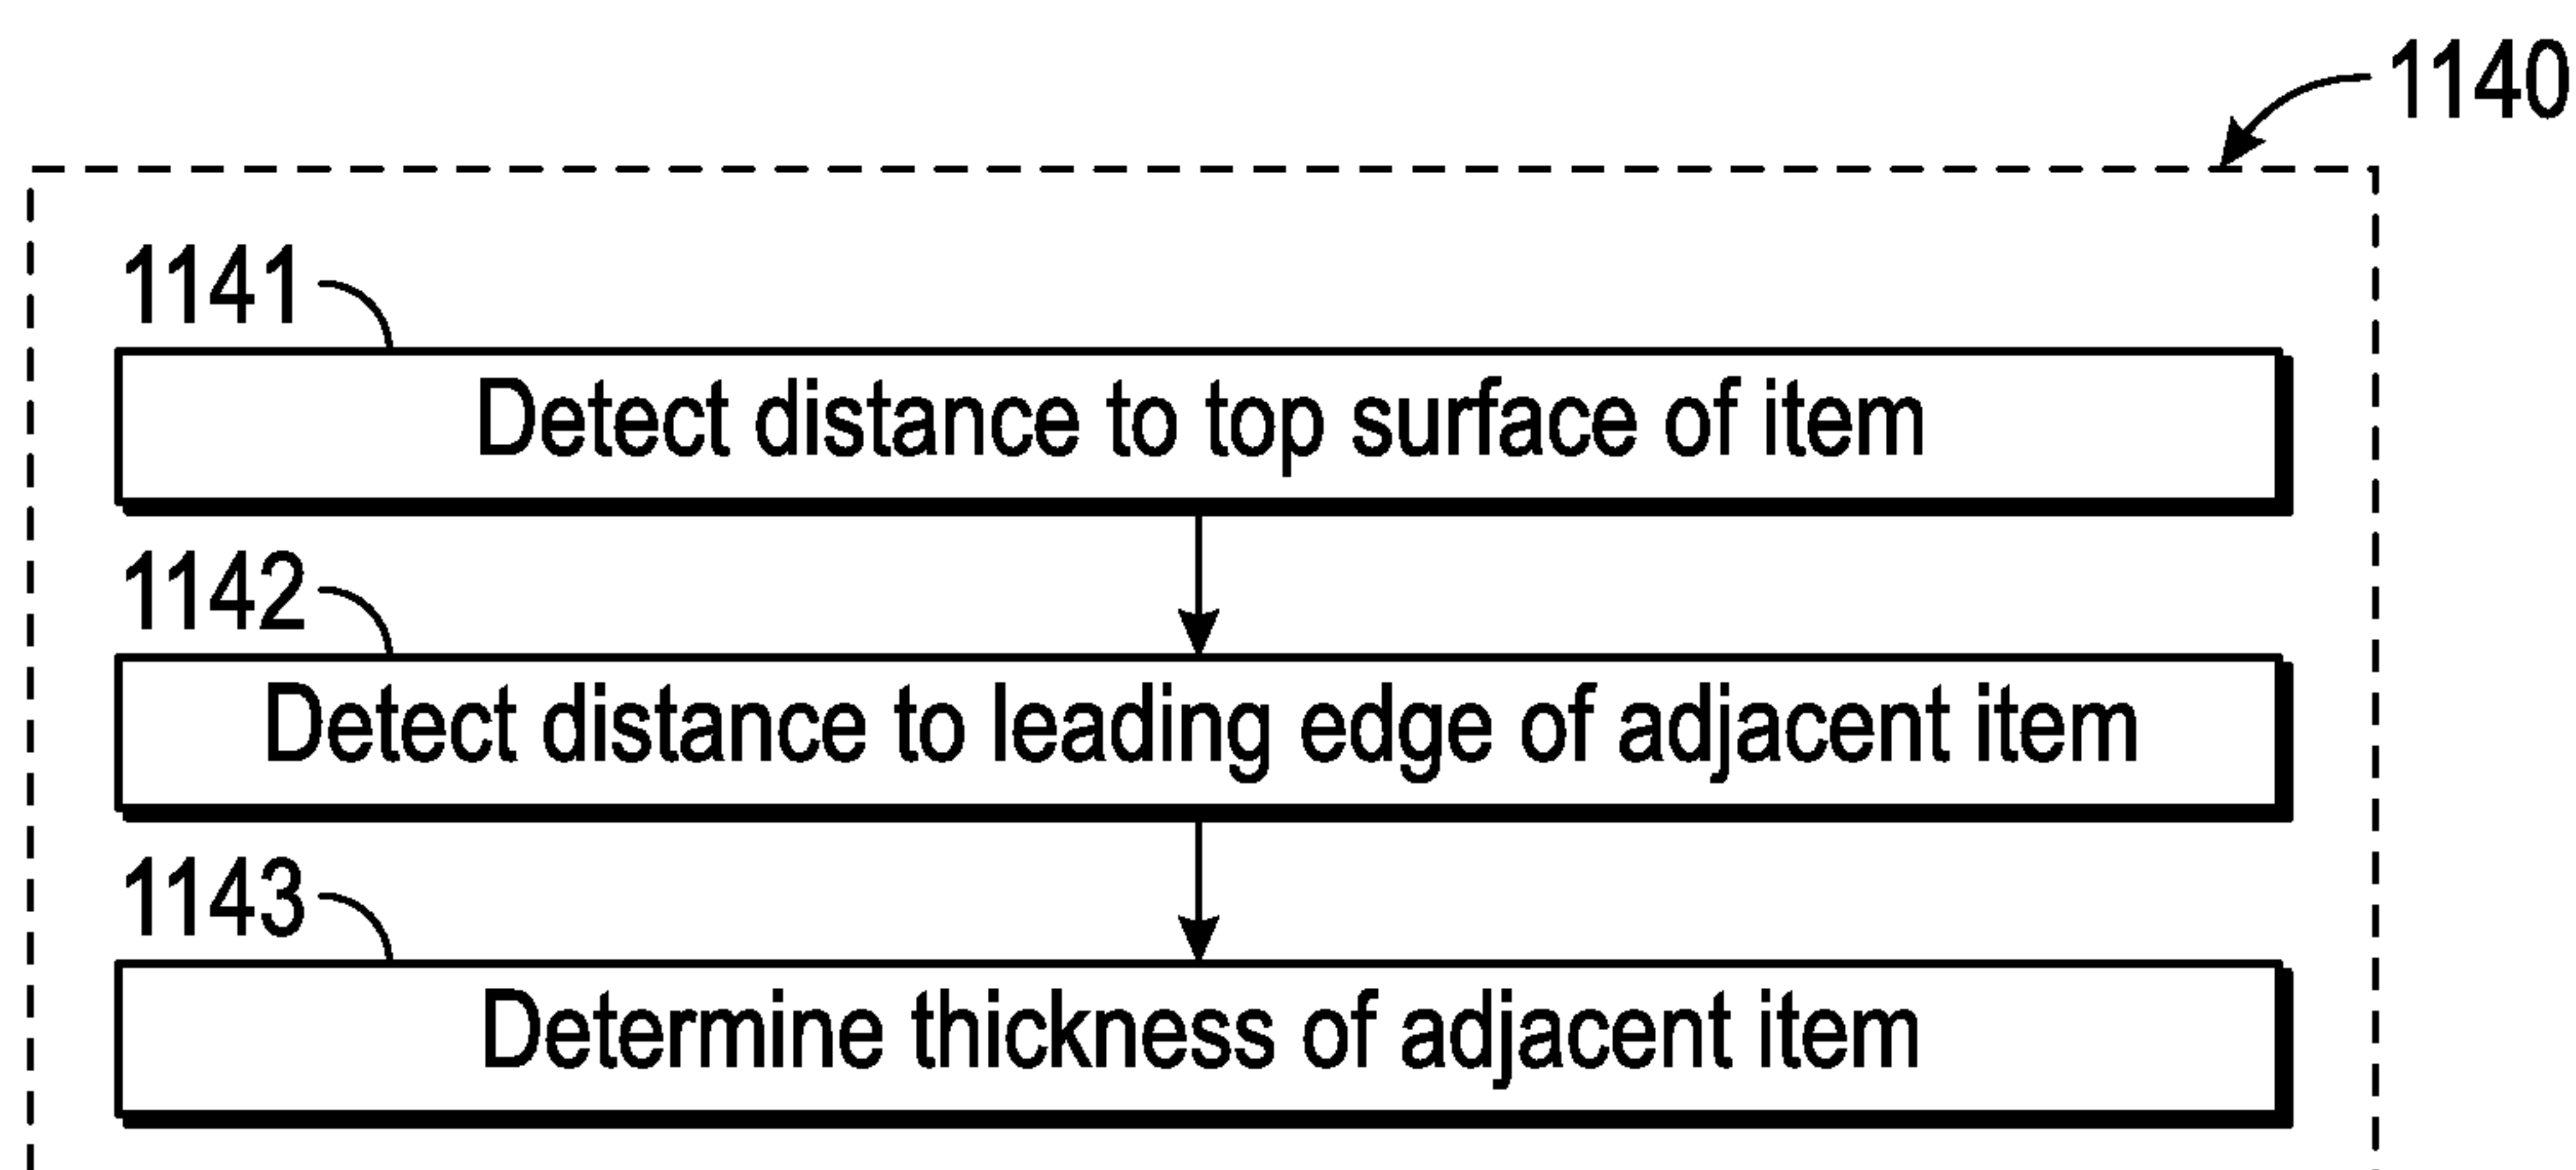 1140
1141
Detect distance to top surface of item
1142
Detect distance to leading edge of adjacent item
1143
Determine thickness of adjacent item